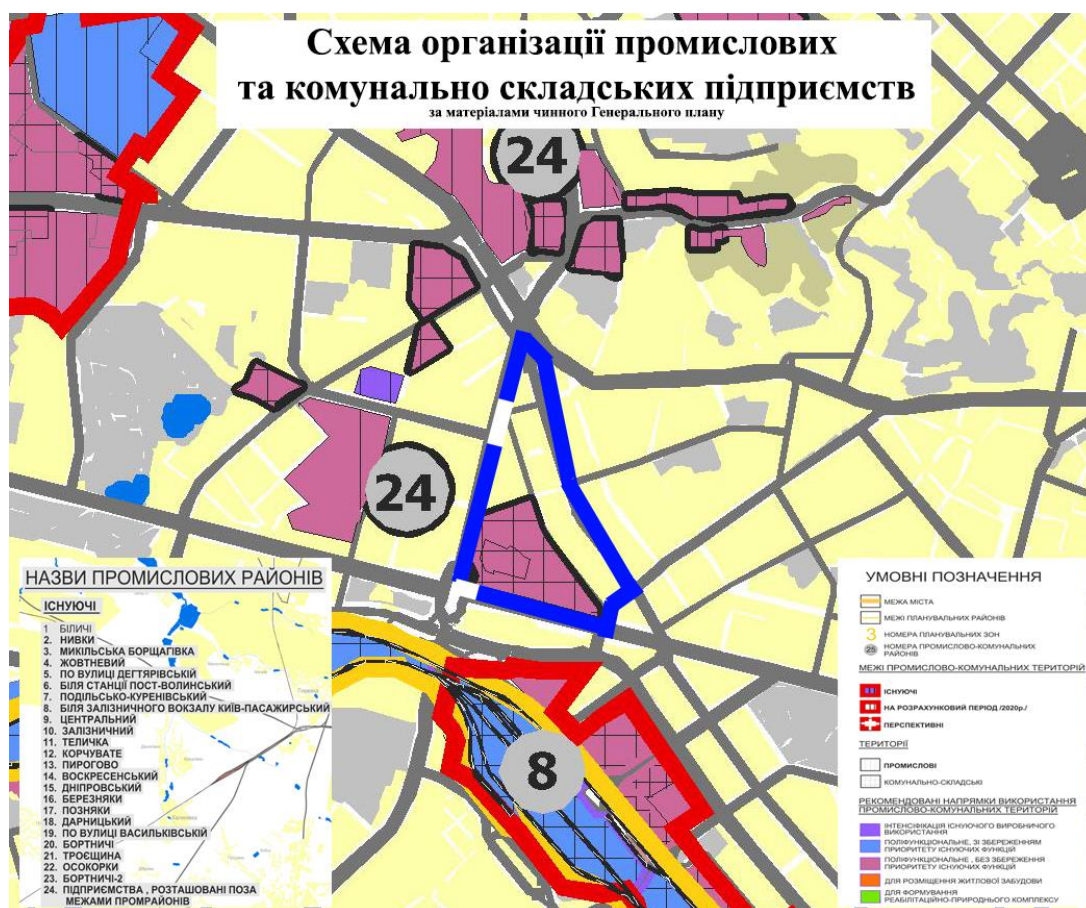 Схема організації промислових
та комунально складських підприємств
за матеріалами чинного Генерального плану
24
24
8
НАЗВИ ПРОМИСЛОВИХ РАЙОНІВ
ІСНУЮЧІ
1 БІЛИЧІ
2. НИВКИ
3. МИКІЛЬСЬКА БОРЩАГІВКА
4. ЖОВТНЕВИЙ
5. ПО ВУЛИЦІ ДЕГТЯРІВСЬКІЙ
6. БІЛЯ СТАНЦІЇ ПОСТ-ВОЛИНСЬКИЙ
7. ПОДІЛЬСЬКО-КУРЕНІВСЬКИЙ
8. БІЛЯ ЗАЛІЗНИЧНОГО ВОКЗАЛУ КИЇВ-ПАСАЖИРСЬКИЙ
9. ЦЕНТРАЛЬНИЙ
10. ЗАЛІЗНИЧНИЙ
11. ТЕЛИЧКА
12. КОРЧУВАТЕ
13. ПИРОГОВО
14. ВОСКРЕСЕНСЬКИЙ
15. ДНІПРОВСЬКИЙ
16. БЕРЕЗНЯКИ
17. ПОЗНЯКИ
18. ДАРНИЦЬКИЙ
19. ПО ВУЛИЦІ ВАСИЛЬКІВСЬКІЙ
20. БОРТНИЧІ
21. ТРОЄЩИНА
22. ОСОКОРКИ
23. БОРТНИЧІ-2
24. ПІДПРИЄМСТВА , РОЗТАШОВАНІ ПОЗА
МЕЖАМИ ПРОМРАЙОНІВ
УМОВНІ ПОЗНАЧЕННЯ
МЕЖА МІСТА
МЕЖІ ПЛАНУВАЛЬНИХ РАЙОНІВ
3 НОМЕРА ПЛАНУВАЛЬНИХ ЗОН
25 НОМЕРА ПРОМИСЛОВО-КОМУНАЛЬНИХ
РАЙОНІВ
МЕЖІ ПРОМИСЛОВО-КОМУНАЛЬНИХ ТЕРИТОРІЙ
ІСНУЮЧІ
НА РОЗРАХУНКОВИЙ ПЕРІОД /2020р./
ПЕРСПЕКТИВНІ
ТЕРИТОРІЇ
ПРОМИСЛОВІ
КОМУНАЛЬНО-СКЛАДСЬКІ
РЕКОМЕНДОВАНІ НАПРЯМКИ ВИКОРИСТАННЯ
ПРОМИСЛОВО-КОМУНАЛЬНИХ ТЕРИТОРІЙ
ІНТЕНСИФІКАЦІЯ ІСНУЮЧОГО ВИРОБНИЧОГО
ВИКОРИСТАННЯ
ПОЛІФУНКЦІОНАЛЬНЕ, ЗІ ЗБЕРЕЖЕННЯМ
ПРІОРИТЕТУ ІСНУЮЧИХ ФУНКЦІЙ
ПОЛІФУНКЦІОНАЛЬНЕ , БЕЗ ЗБЕРЕЖЕННЯ
ПРІОРИТЕТУ ІСНУЮЧИХ ФУНКЦІЙ
ДЛЯ РОЗМІЩЕННЯ ЖИТЛОВОЇ ЗАБУДОВИ
ДЛЯ ФОРМУВАННЯ
РЕАБІЛІТАЦІЙНО-ПРИРОДНЬОГО КОМПЛЕКСУ